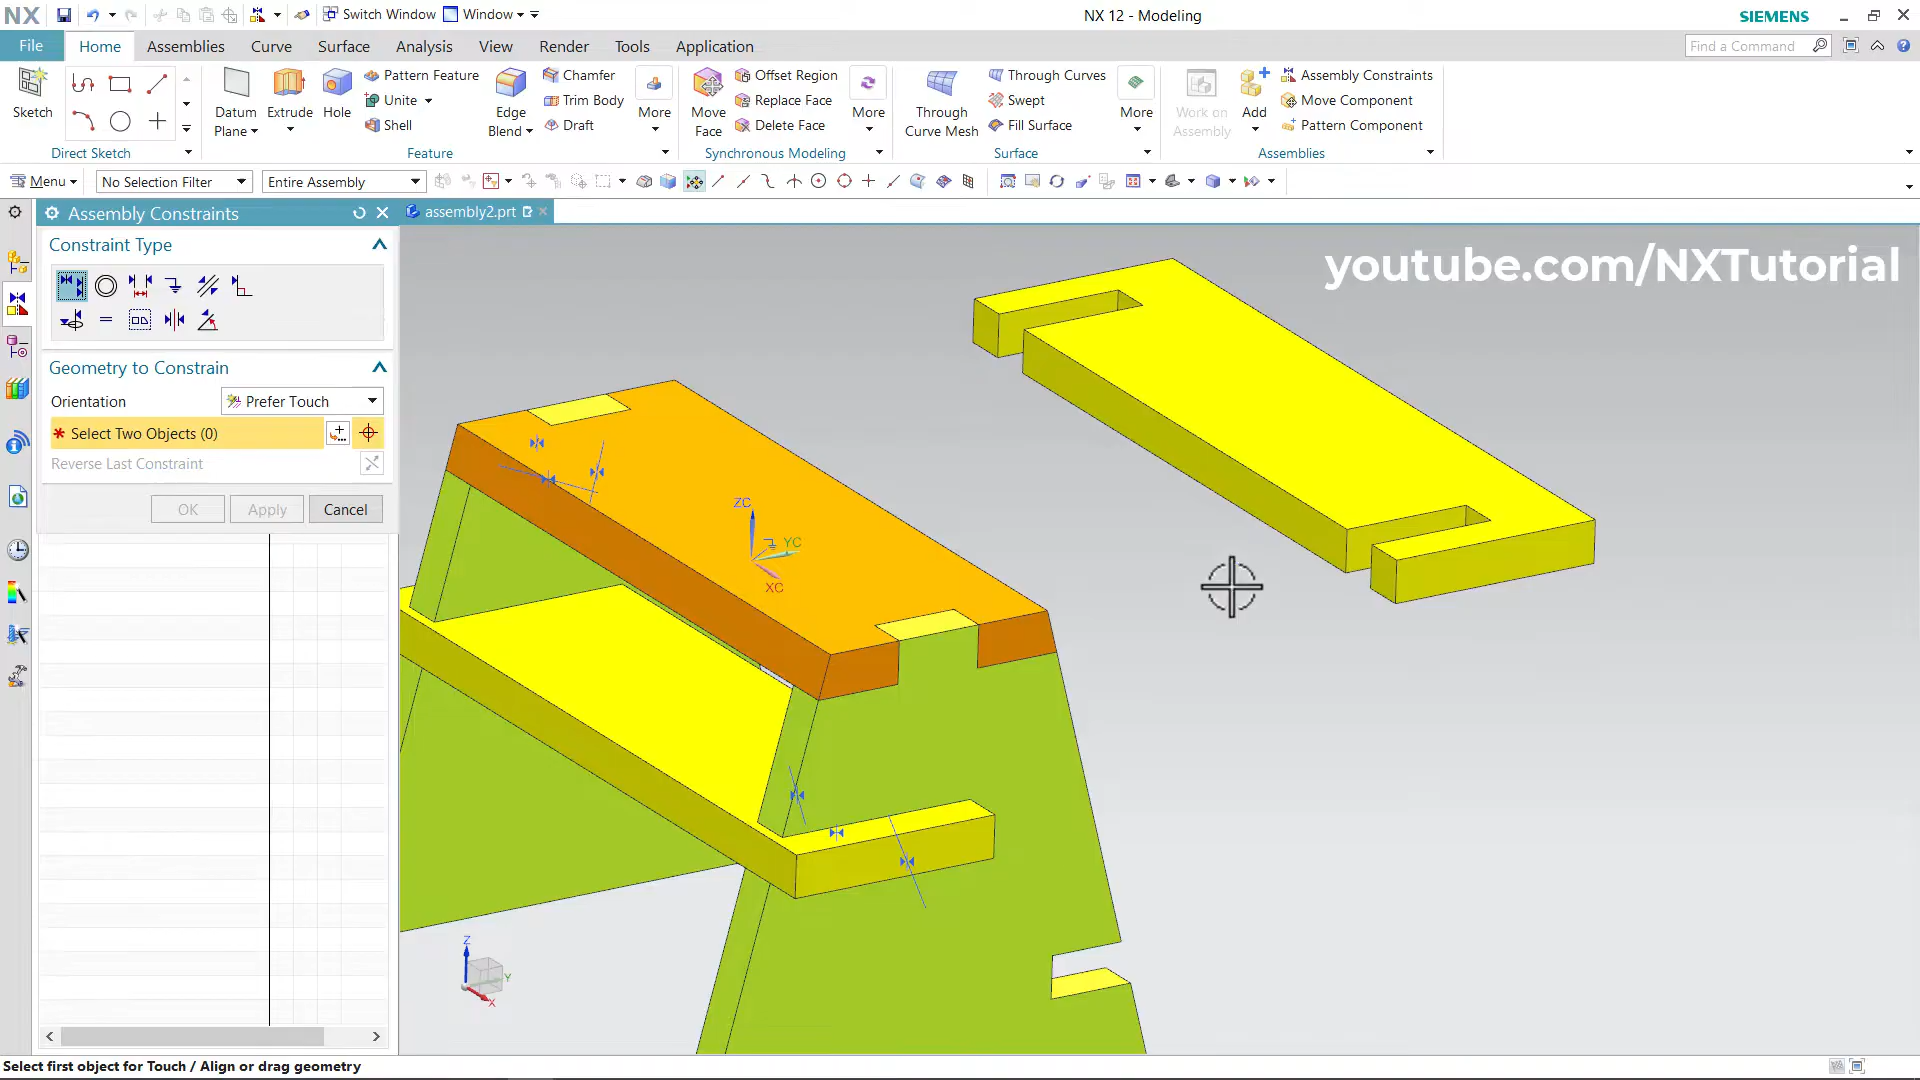 NX
Switch Window
Window
NX 12 - Modeling
SIEMENS
File
Home
Assemblies
Curve
Surface
Analysis
View
Render
Tools
Application
Find a Command
Sketch
Direct Sketch
Datum
Plane
Extrude
Hole
Pattern Feature
Unite
Shell
Edge
Blend
Chamfer
Trim Body
Draft
More
Feature
Move
Face
Offset Region
Replace Face
Delete Face
More
Synchronous Modeling
Through
Curve Mesh
Through Curves
Swept
Fill Surface
More
Surface
Work on
Assembly
Add
Assembly Constraints
Move Component
Pattern Component
Assemblies
Menu
No Selection Filter
Entire Assembly
Assembly Constraints
assembly2.prt
Constraint Type
Geometry to Constrain
Orientation
Prefer Touch
* Select Two Objects (0)
Reverse Last Constraint
OK
Apply
Cancel
youtube.com/NXTutorial
ZC
YC
XC
Z
Y
X
Select first object for Touch / Align or drag geometry